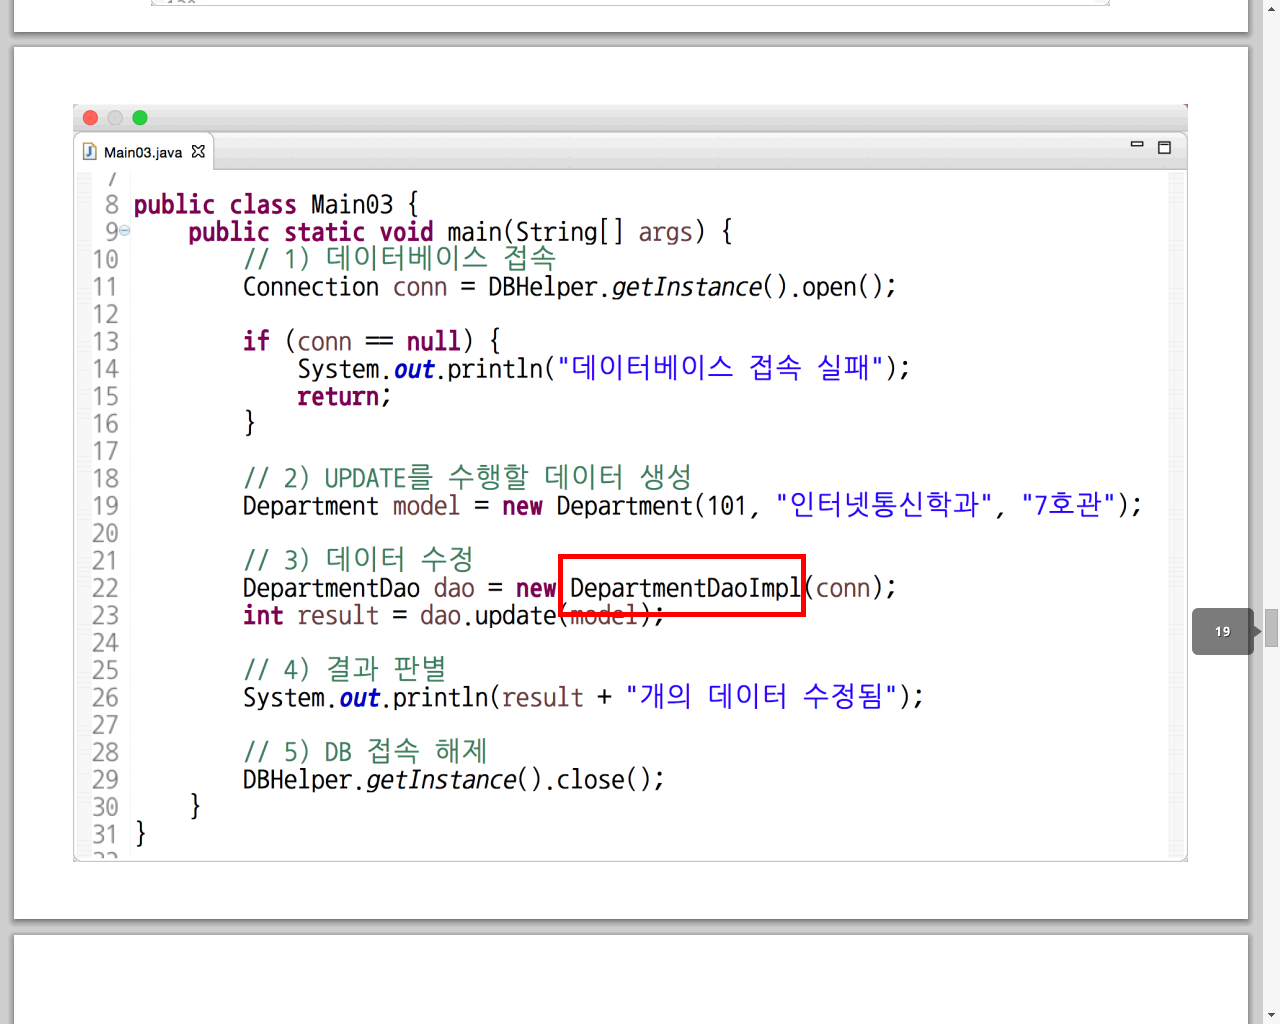 Main03.java
7
8 public class Main03 {
9 public static void main(String[] args) {
10 // 1) 데이터베이스 접속
11 Connection conn = DBHelper.getInstance().open();
12
13 if (conn == null) {
14 System.out.println("데이터베이스 접속 실패");
15 return;
16 }
17
18 // 2) UPDATE를 수행할 데이터 생성
19 Department model = new Department(101, "인터넷통신학과", "7호관");
20
21 // 3) 데이터 수정
22 DepartmentDao dao = new DepartmentDaoImpl(conn);
23 int result = dao.update(model);
24
25 // 4) 결과 판별
26 System.out.println(result + "개의 데이터 수정됨");
27
28 // 5) DB 접속 해제
29 DBHelper.getInstance().close();
30 }
31 }
19